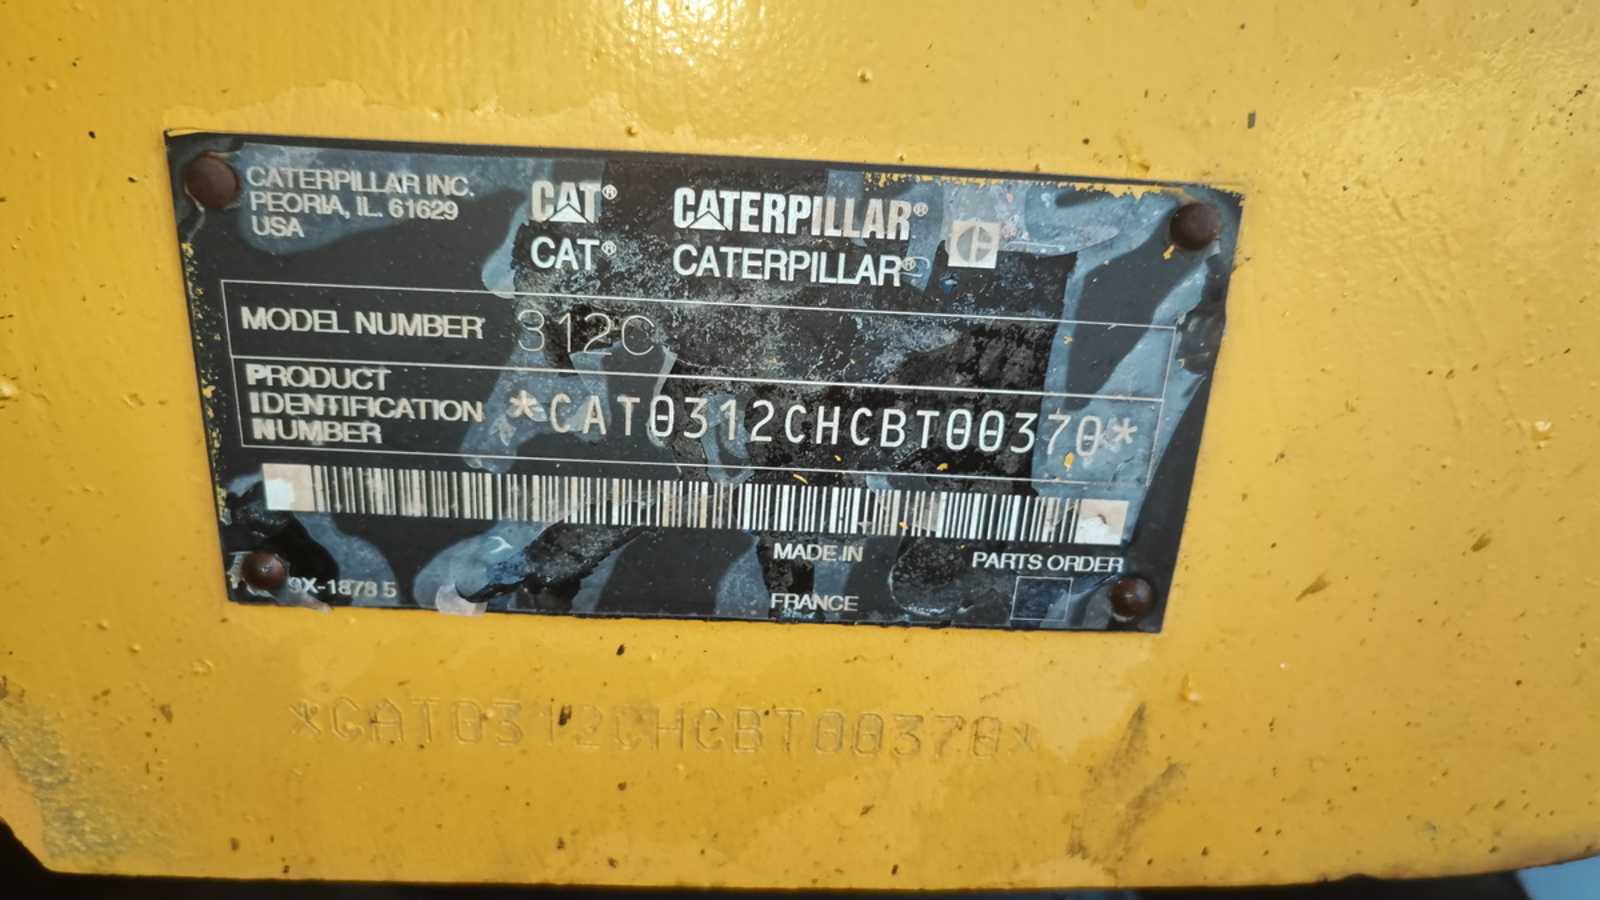 CATERPILLAR INC.
PEORIA, IL. 61629
USA
CAT® CATERPILLAR®
CAT® CATERPILLAR®
MODEL NUMBER 312C
PRODUCT
IDENTIFICATION
NUMBER
*CAT0312CHCBT00370*
MADE IN
FRANCE
PARTS ORDER
9X-1878 5
*CAT0312CHCBT00370*